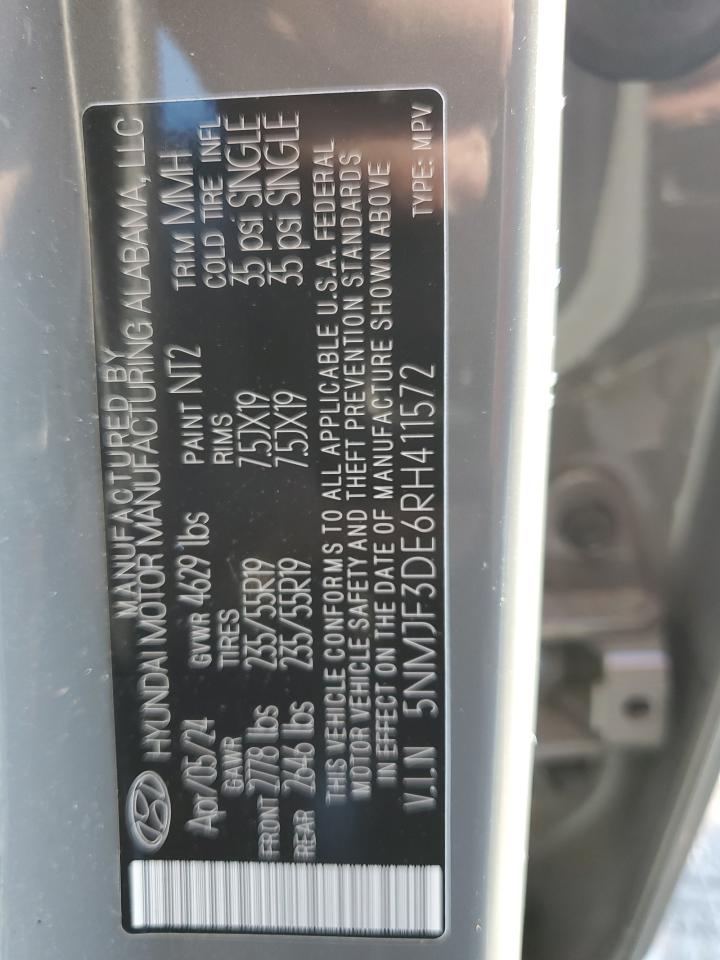 MANUFACTURED BY
HYUNDAI MOTOR MANUFACTURING ALABAMA, LLC
Apr/05/24 GVWR 4629 lbs PAINT NT2 TRIM MMH
GAWR TIRES RIMS COLD TIRE INFL
FRONT 2778 lbs 235/55R19 7.5JX19 35 psi SINGLE
REAR 2646 lbs 235/55R19 7.5JX19 35 psi SINGLE
THIS VEHICLE CONFORMS TO ALL APPLICABLE U.S.A. FEDERAL
MOTOR VEHICLE SAFETY AND THEFT PREVENTION STANDARDS
IN EFFECT ON THE DATE OF MANUFACTURE SHOWN ABOVE
V.I.N 5NMJF3DE6RH411572 TYPE: MPV